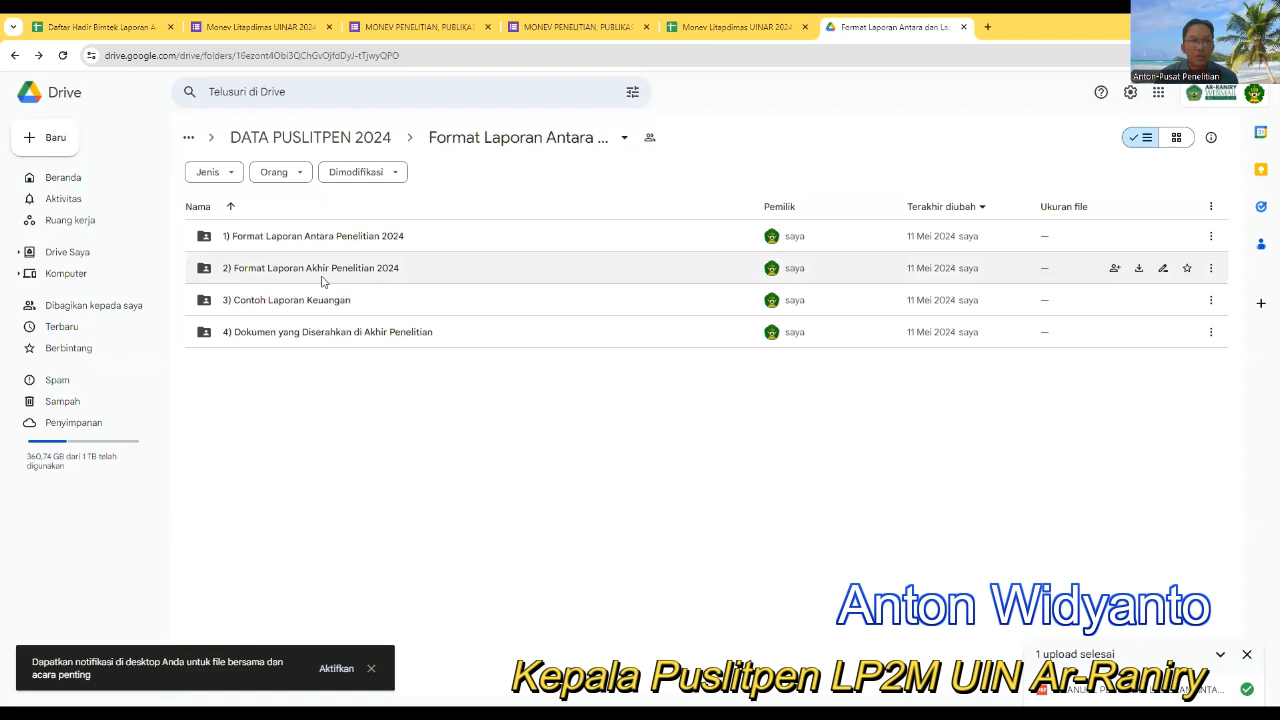 Daftar Hadir Bimtek Laporan A
Monev Litapdimas UINAR 2024
MONEV PENELITIAN, PUBLIKAS
MONEV PENELITIAN, PUBLIKAS
Monev Litapdimas UINAR 2024
Format Laporan Antara dan La
drive.google.com/drive/folders/16ezont4Obi3QChGvOjfdDyJ-tTjwyQPO
Anton-Pusat Penelitian
Drive
Telusuri di Drive
AR-RANIRY
WEBMAIL
Baru
DATA PUSLITPEN 2024
Format Laporan Antara ...
Jenis
Orang
Dimodifikasi
Beranda
Aktivitas
Ruang kerja
Drive Saya
Komputer
Dibagikan kepada saya
Terbaru
Berbintang
Spam
Sampah
Penyimpanan
360,74 GB dari 1 TB telah
digunakan
Nama Pemilik Terakhir diubah Ukuran file
1) Format Laporan Antara Penelitian 2024 saya 11 Mei 2024 saya —
2) Format Laporan Akhir Penelitian 2024 saya 11 Mei 2024 saya —
3) Contoh Laporan Keuangan saya 11 Mei 2024 saya —
4) Dokumen yang Diserahkan di Akhir Penelitian saya 11 Mei 2024 saya —
Anton Widyanto
Kepala Puslitpen LP2M UIN Ar-Raniry
Dapatkan notifikasi di desktop Anda untuk file bersama dan
acara penting
Aktifkan
1 upload selesai